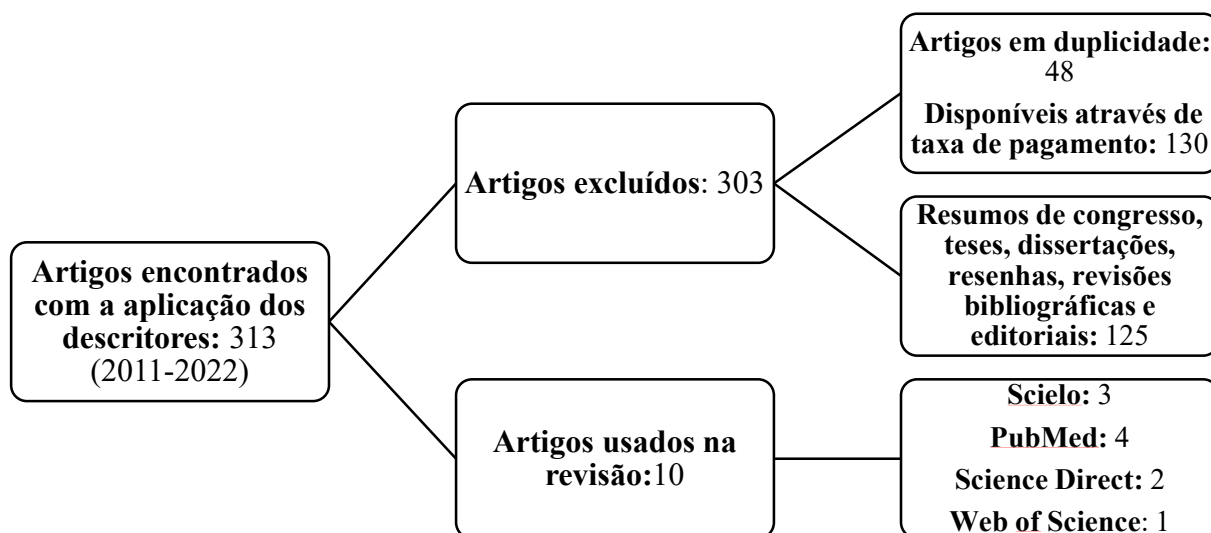 Artigos encontrados
com a aplicação dos
descritores: 313
(2011-2022)
Artigos excluídos: 303
Artigos em duplicidade:
48
Disponíveis através de
taxa de pagamento: 130
Resumos de congresso,
teses, dissertações,
resenhas, revisões
bibliográficas e
editoriais: 125
Artigos usados na
revisão:10
Scielo: 3
PubMed: 4
Science Direct: 2
Web of Science: 1